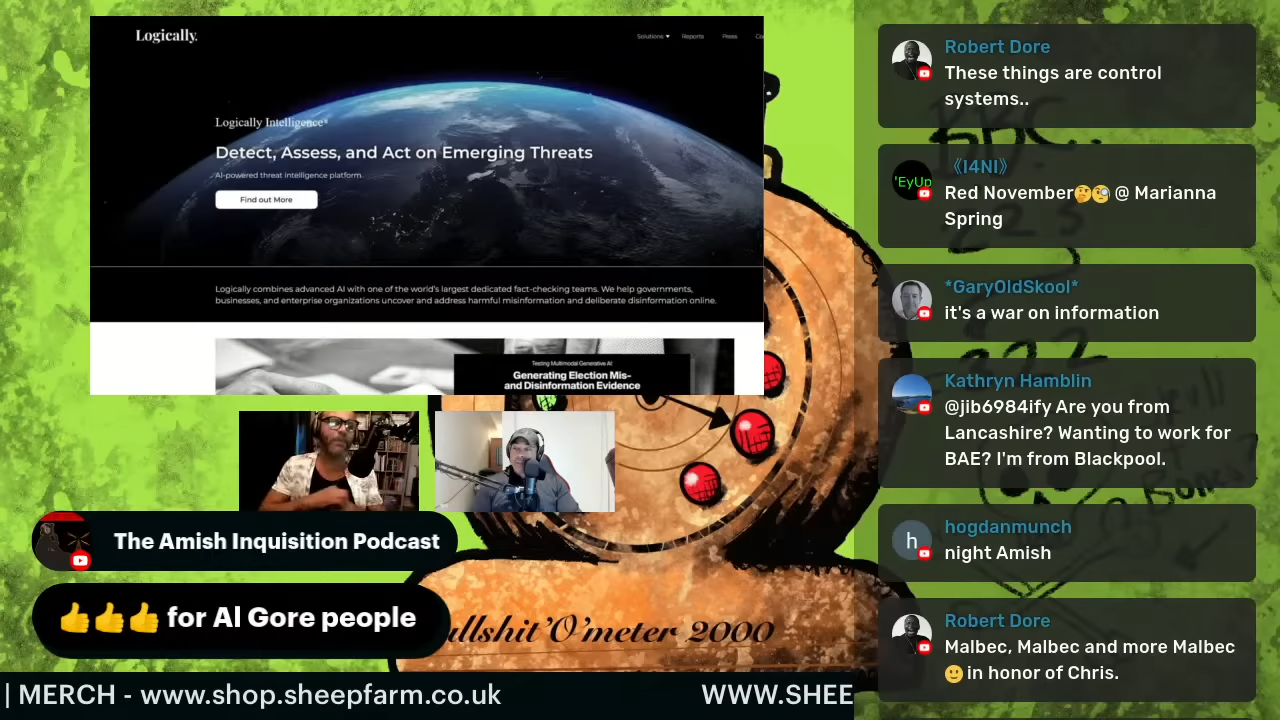 Logically.
Solutions
Reports
Press
Logically Intelligence®
Detect, Assess, and Act on Emerging Threats
AI-powered threat intelligence platform.
Find out More
Logically combines advanced AI with one of the world's largest dedicated fact-checking teams. We help governments,
businesses, and enterprise organizations uncover and address harmful misinformation and deliberate disinformation online.
Testing Multimodal Generative AI:
Generating Election Mis-
and Disinformation Evidence
The Amish Inquisition Podcast
👍👍👍 for Al Gore people
ullshit'O'meter 2000
| MERCH - www.shop.sheepfarm.co.uk
WWW.SHEE
Robert Dore
These things are control
systems..
'EyUp
《I4NI》
Red November🤔🧐 @ Marianna
Spring
*GaryOldSkool*
it's a war on information
Kathryn Hamblin
@jib6984ify Are you from
Lancashire? Wanting to work for
BAE? I'm from Blackpool.
h
hogdanmunch
night Amish
Robert Dore
Malbec, Malbec and more Malbec
🙂 in honor of Chris.